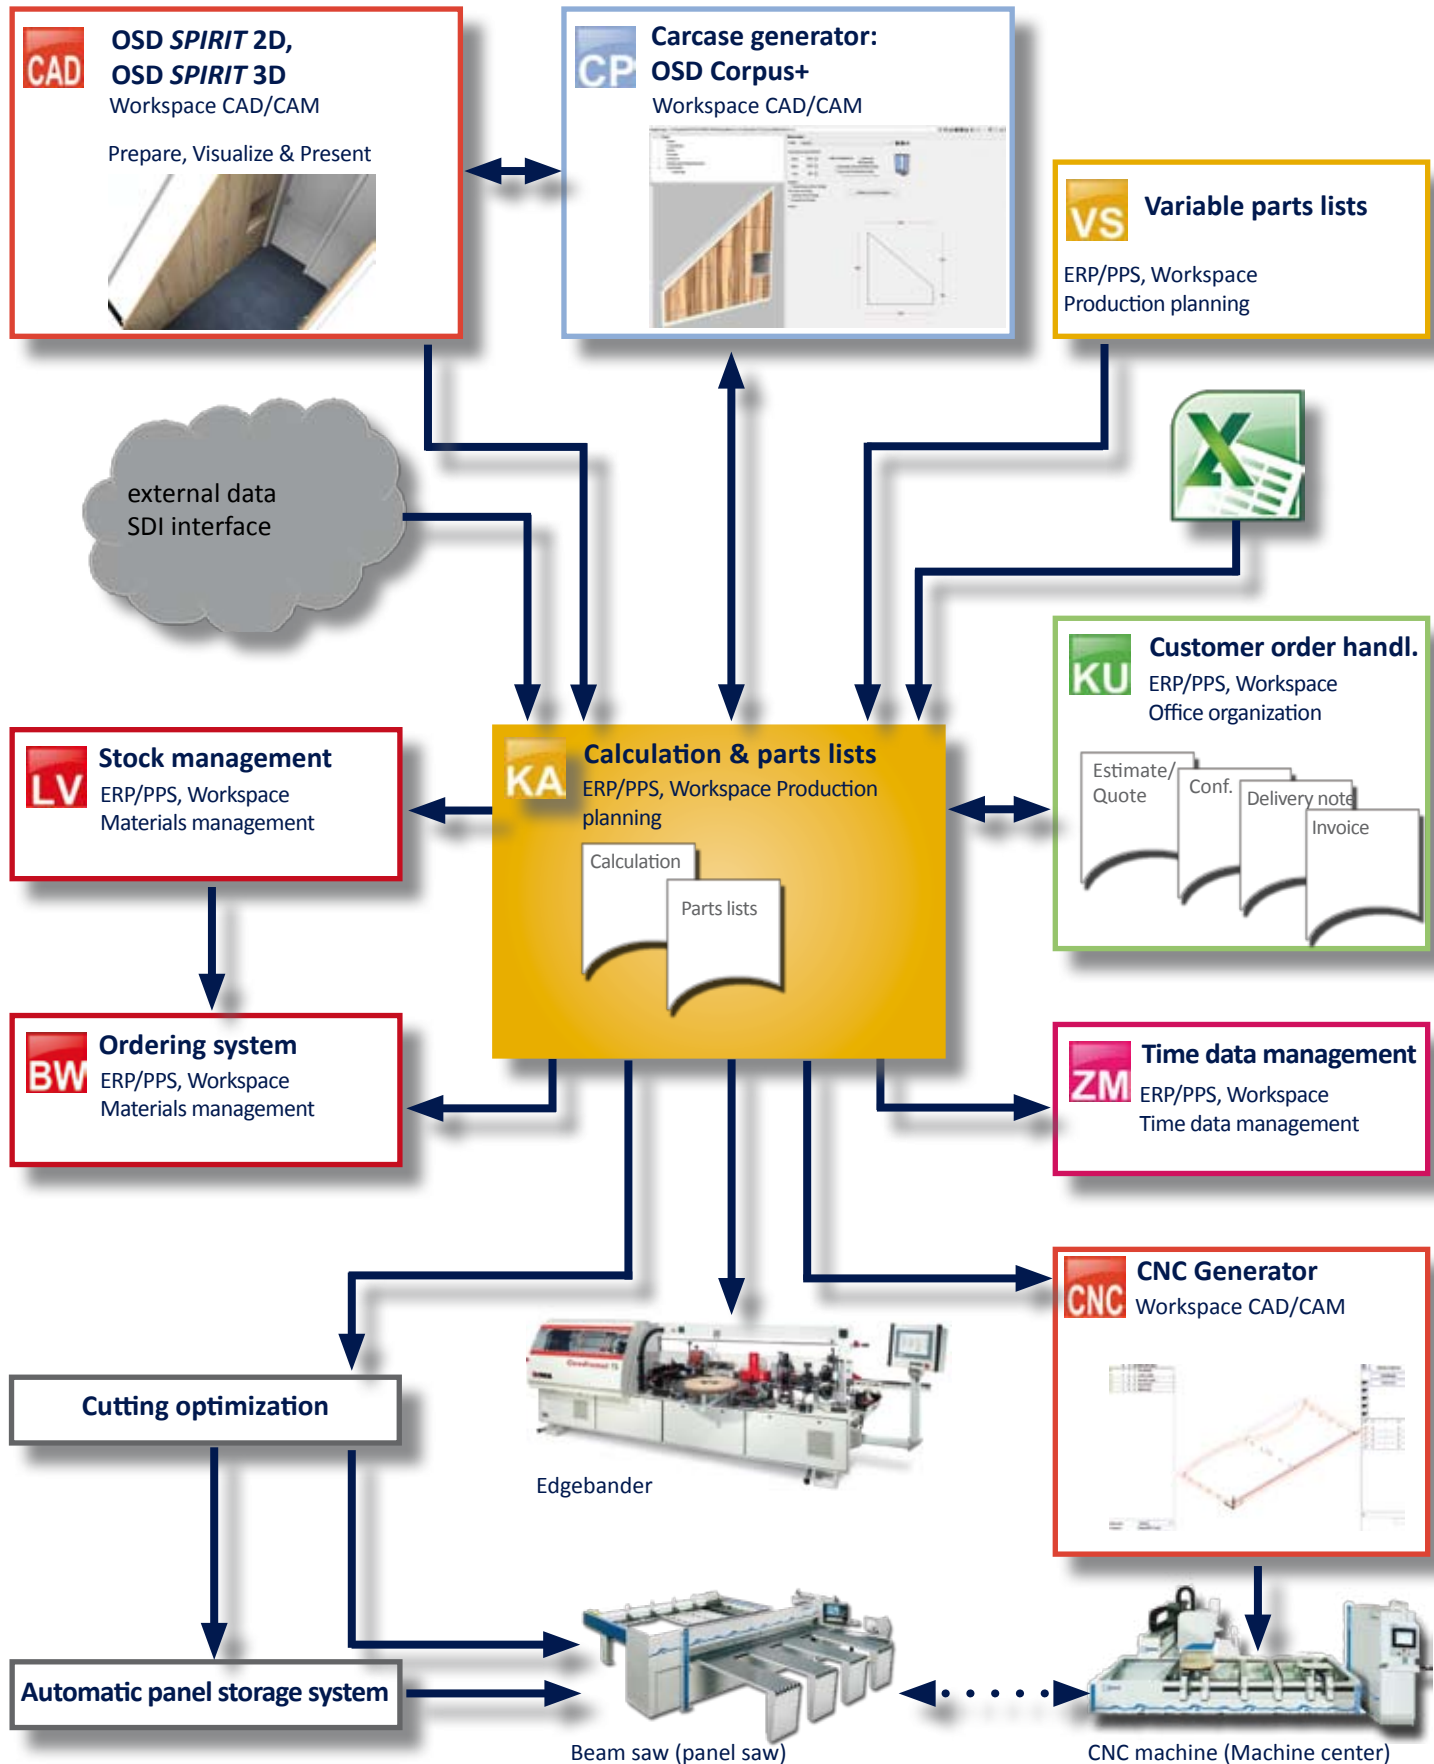 CAD
OSD SPIRIT 2D,
OSD SPIRIT 3D
Workspace CAD/CAM
Prepare, Visualize & Present
CP
Carcase generator:
OSD Corpus+
Workspace CAD/CAM
VS
Variable parts lists
ERP/PPS, Workspace
Production planning
X
external data
SDI interface
KU
Customer order handl.
ERP/PPS, Workspace
Office organization
Estimate/
Quote
Conf.
Delivery note
Invoice
LV
Stock management
ERP/PPS, Workspace
Materials management
KA
Calculation & parts lists
ERP/PPS, Workspace Production
planning
Calculation
Parts lists
BW
Ordering system
ERP/PPS, Workspace
Materials management
ZM
Time data management
ERP/PPS, Workspace
Time data management
CNC
CNC Generator
Workspace CAD/CAM
Cutting optimization
Edgebander
Automatic panel storage system
Beam saw (panel saw)
CNC machine (Machine center)